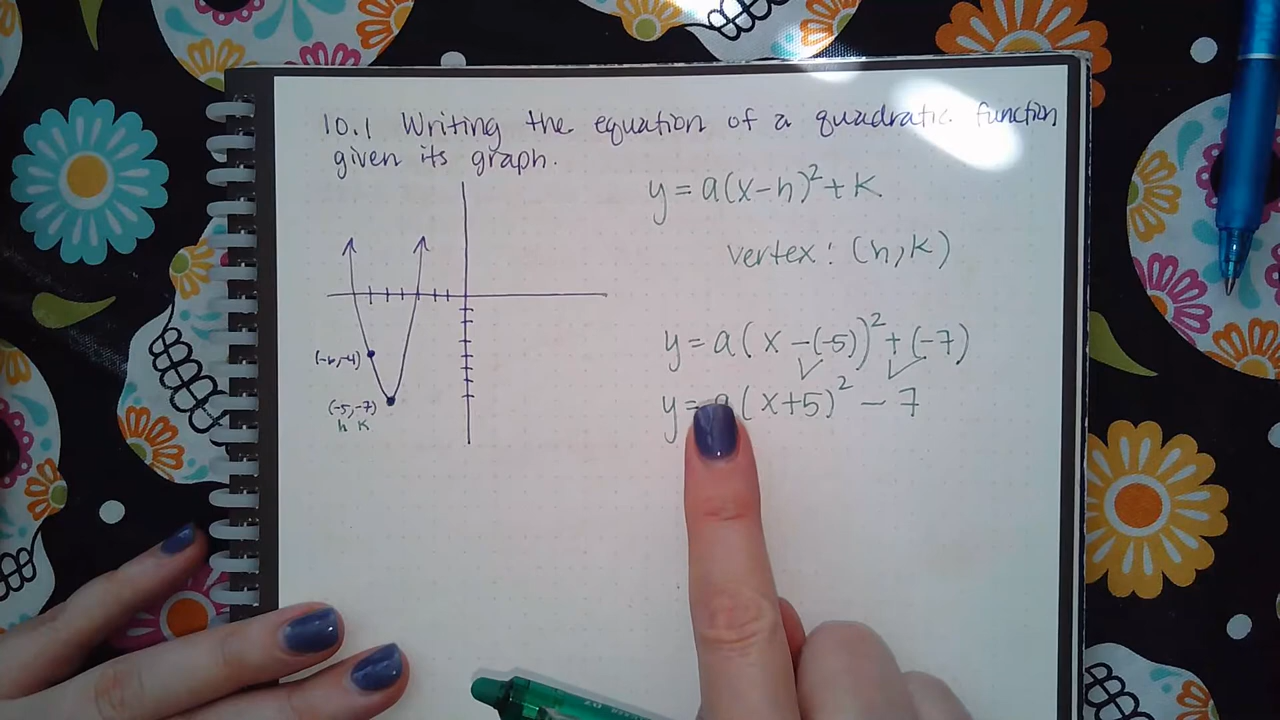 10.1 Writing the equation of a quadratic function
given its graph.
y = a(x-h)² + k
vertex: (h,k)
y = a(x-(-5))² + (-7)
y = a(x+5)² - 7
(-6,-4)
(-5,-7)
h k